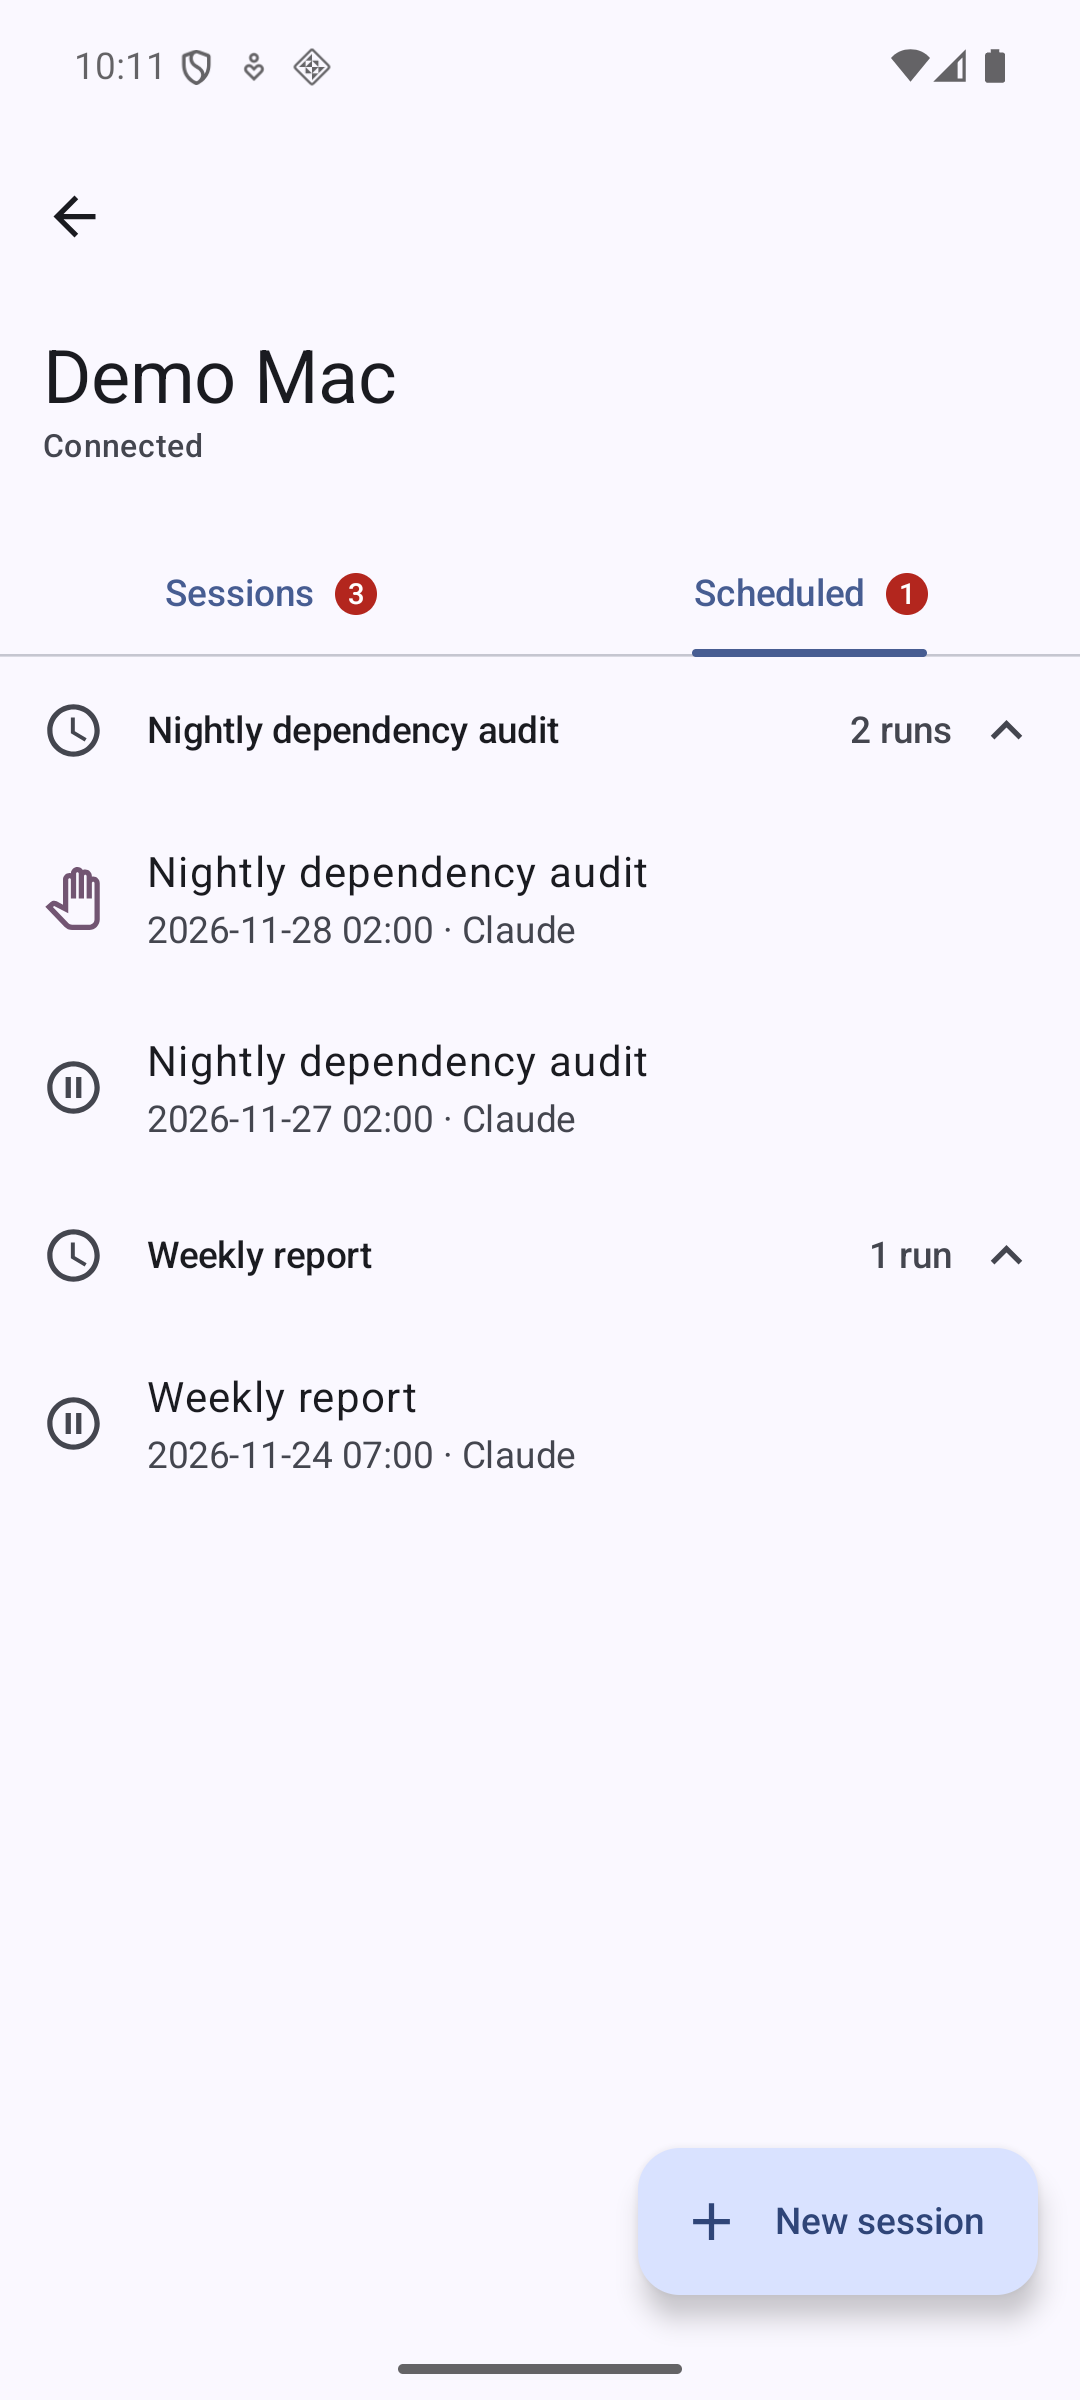 10:11
Demo Mac
Connected
Sessions 3
Scheduled 1
Nightly dependency audit 2 runs
Nightly dependency audit
2026-11-28 02:00 · Claude
Nightly dependency audit
2026-11-27 02:00 · Claude
Weekly report 1 run
Weekly report
2026-11-24 07:00 · Claude
New session